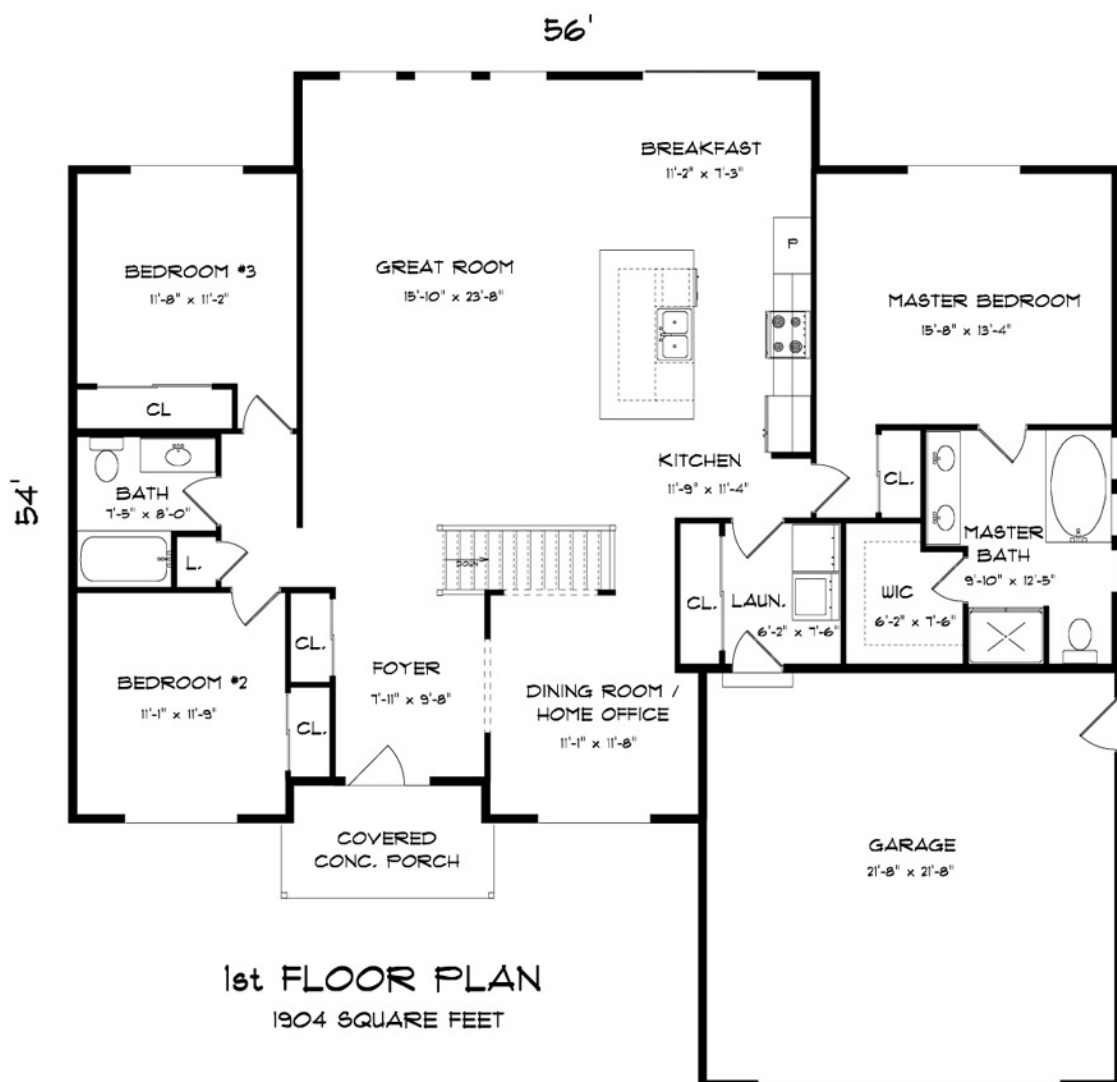 56'
BREAKFAST
11'-2" x 7'-3"
P
BEDROOM #3
11'-8" x 11'-2"
GREAT ROOM
15'-10" x 23'-8"
MASTER BEDROOM
15'-8" x 13'-4"
CL
KITCHEN
11'-9" x 11'-4"
CL.
54'
BATH
7'-5" x 8'-0"
L.
DOWN
MASTER
BATH
9'-10" x 12'-5"
CL.
LAUN.
6'-2" x 7'-6"
WIC
6'-2" x 7'-6"
CL.
FOYER
7'-11" x 9'-8"
BEDROOM #2
11'-1" x 11'-9"
CL.
DINING ROOM /
HOME OFFICE
11'-1" x 11'-8"
COVERED
CONC. PORCH
GARAGE
21'-8" x 21'-8"
1st FLOOR PLAN
1904 SQUARE FEET